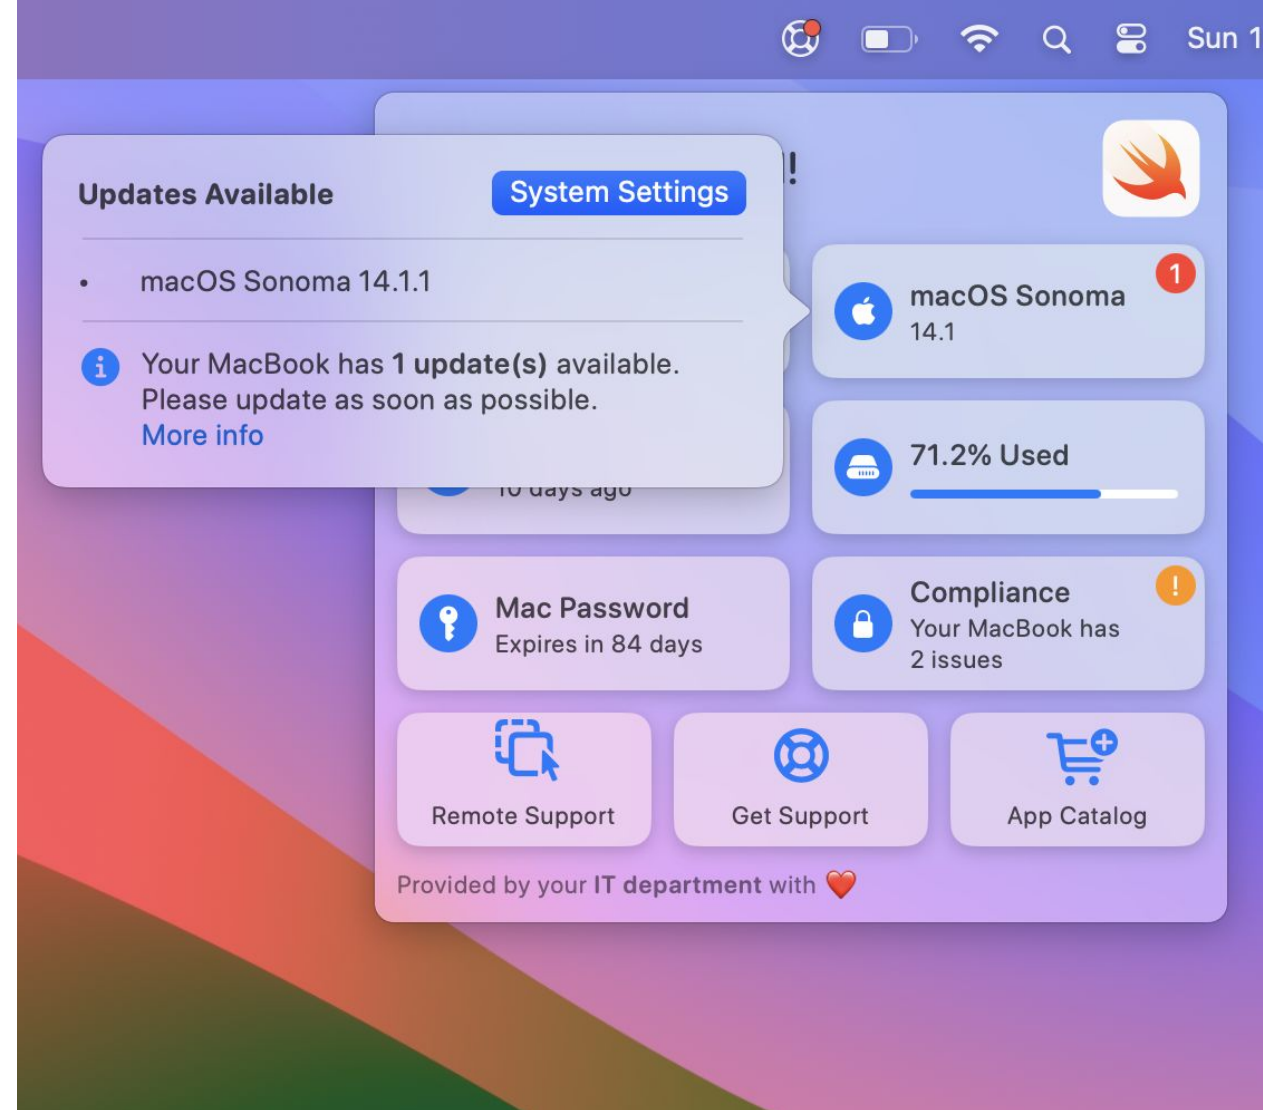 Sun 1
!
Updates Available
System Settings
• macOS Sonoma 14.1.1
Your MacBook has 1 update(s) available.
Please update as soon as possible.
More info
macOS Sonoma
14.1
1
10 days ago
71.2% Used
Mac Password
Expires in 84 days
Compliance
!
Your MacBook has
2 issues
Remote Support
Get Support
App Catalog
Provided by your IT department with ❤️